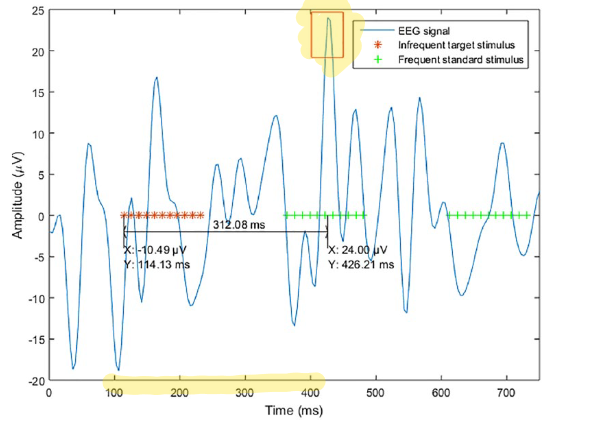 25
20
15
10
5
0
-5
-10
-15
-20
Amplitude (μV)
EEG signal
Infrequent target stimulus
Frequent standard stimulus
312.08 ms
X: -10.49 μV
Y: 114.13 ms
X: 24.00 μV
Y: 426.21 ms
0 100 200 300 400 500 600 700
Time (ms)